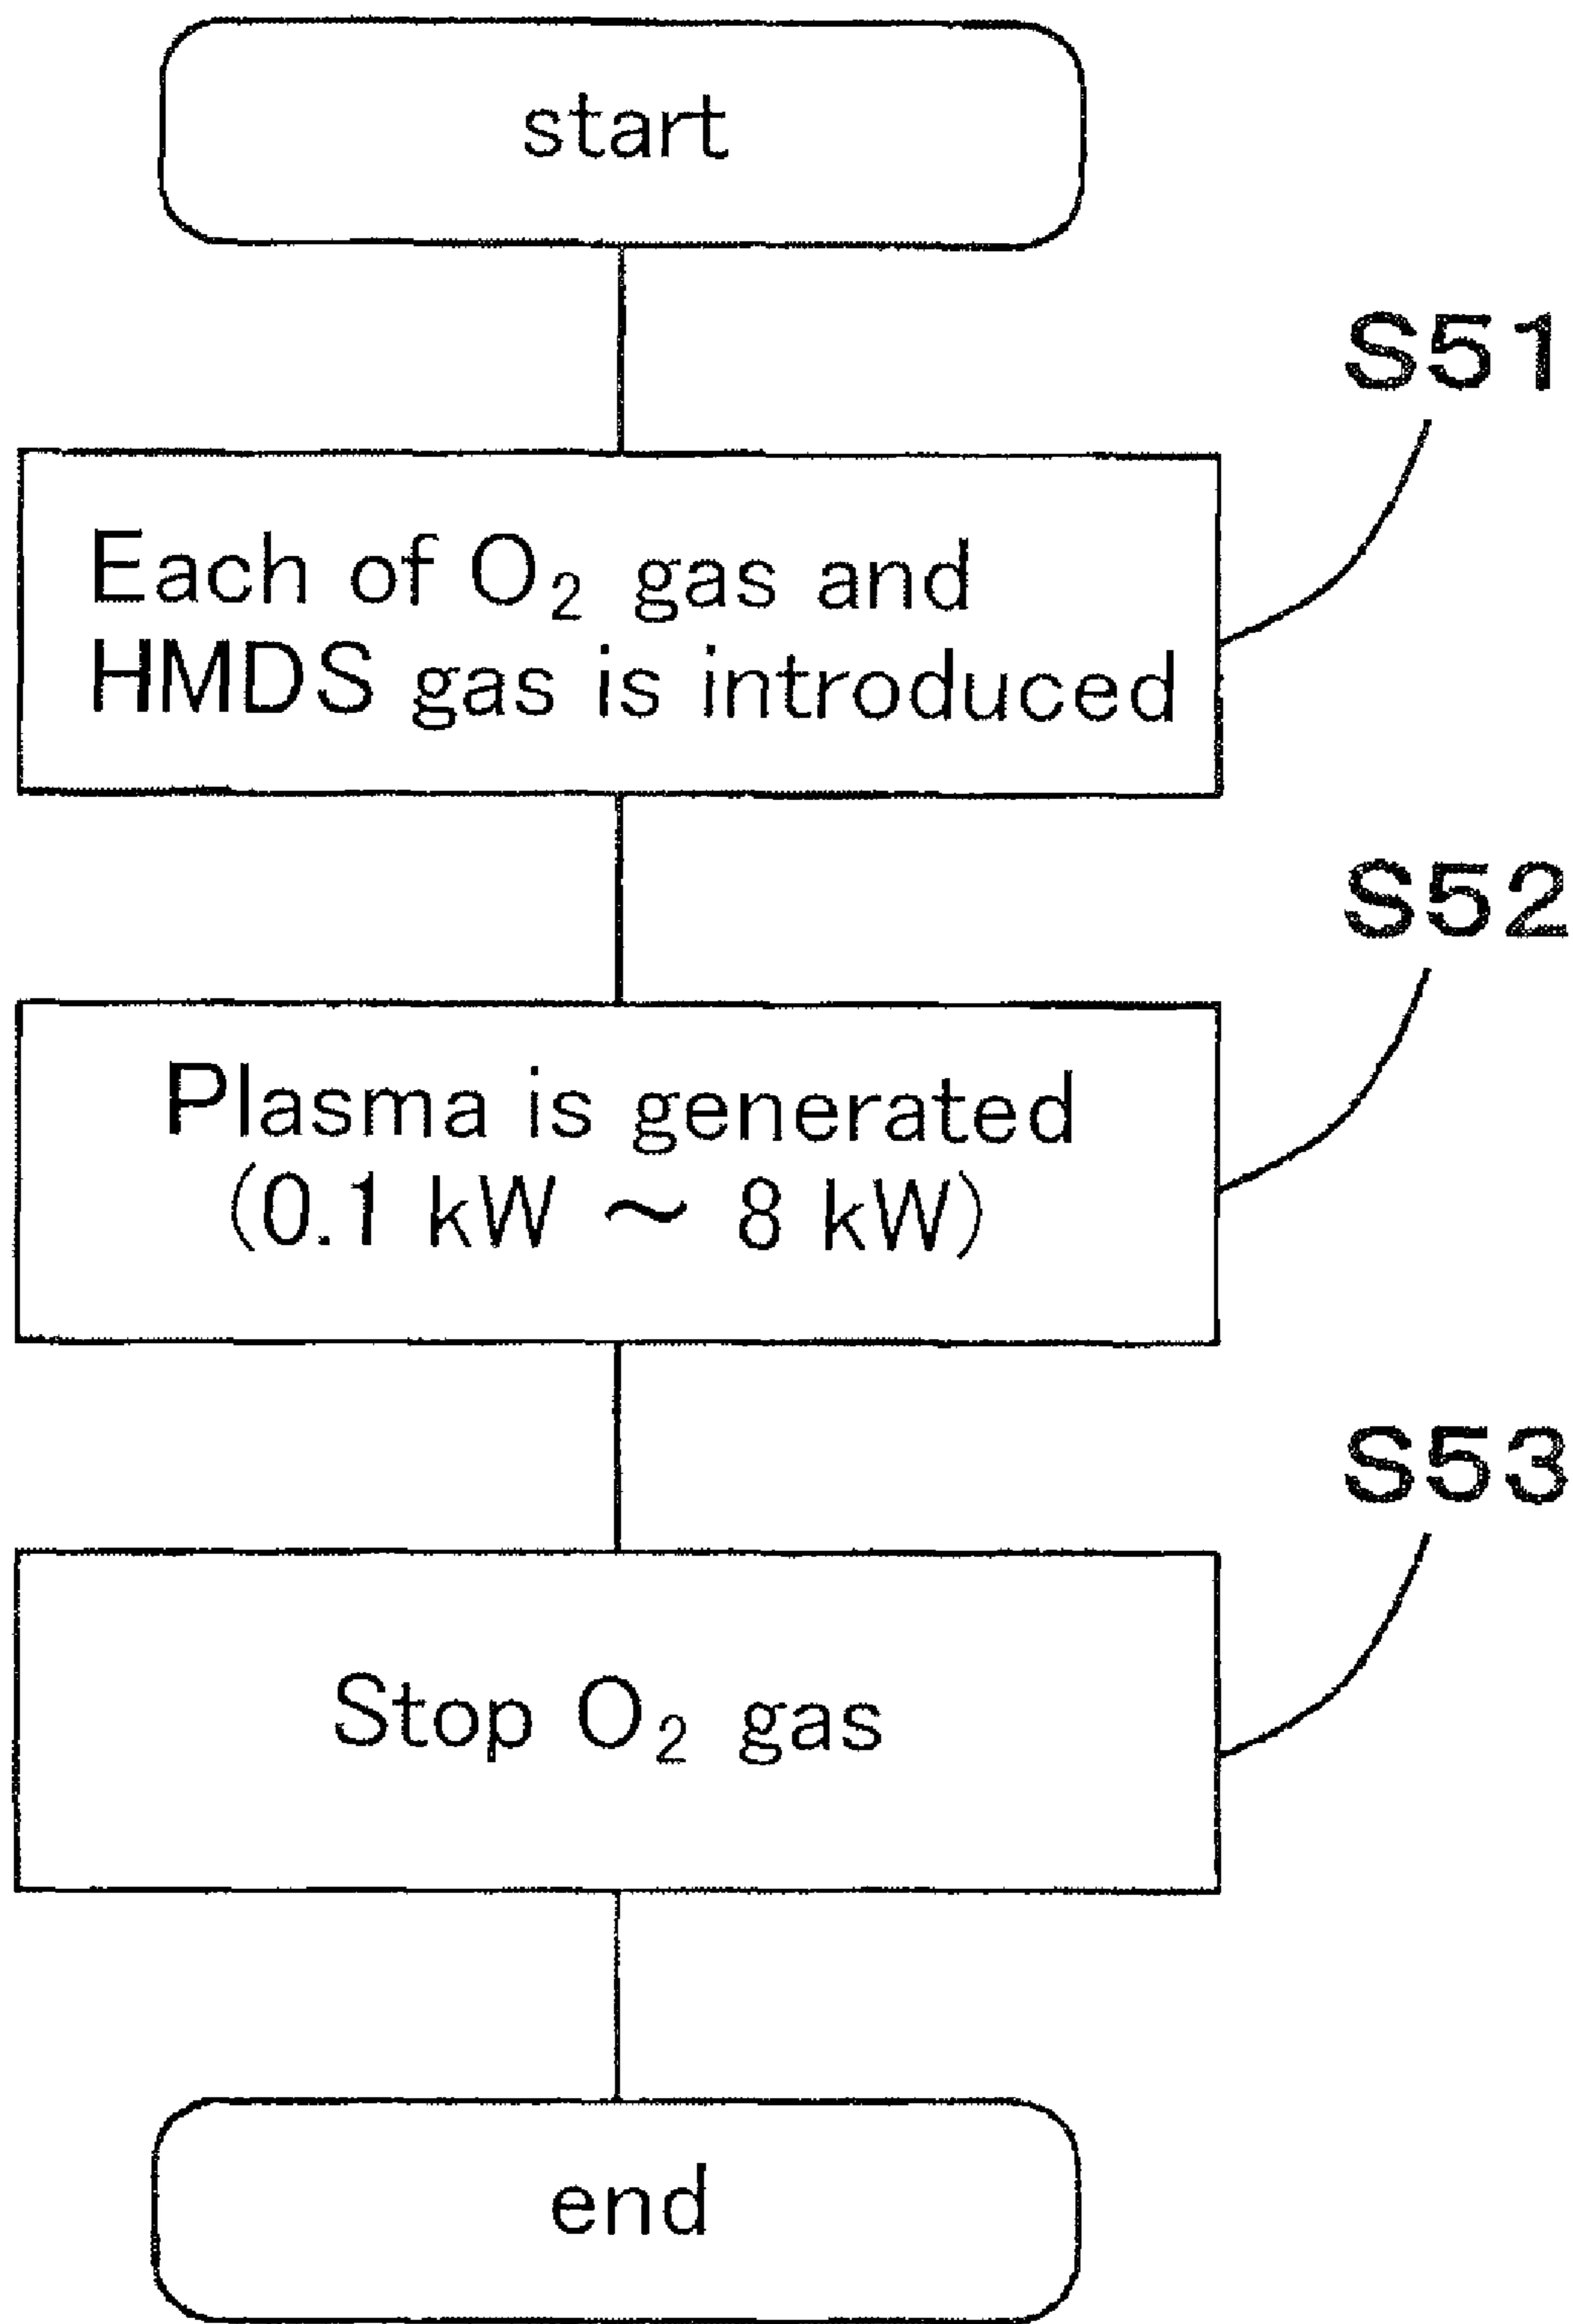 start
S51
Each of O₂ gas and
HMDS gas is introduced
S52
Plasma is generated
(0.1 kW ~ 8 kW)
S53
Stop O₂ gas
end